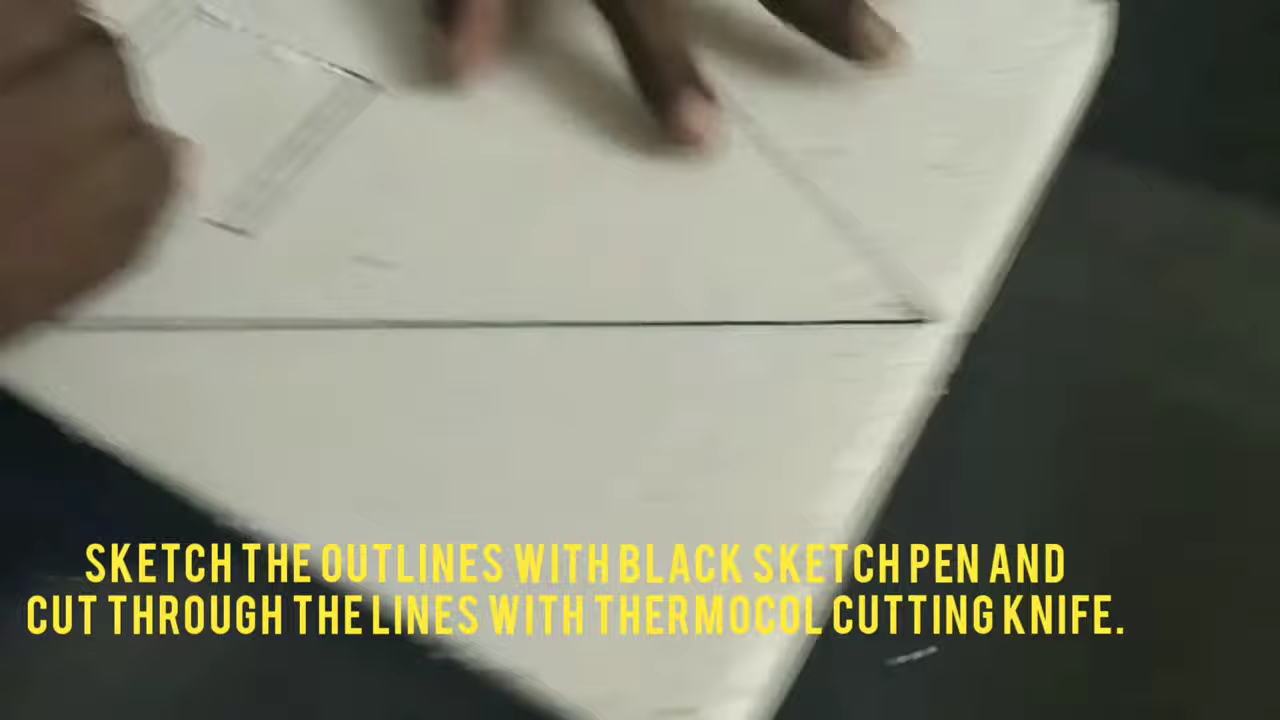 SKETCH THE OUTLINES WITH BLACK SKETCH PEN AND
CUT THROUGH THE LINES WITH THERMOCOL CUTTING KNIFE.